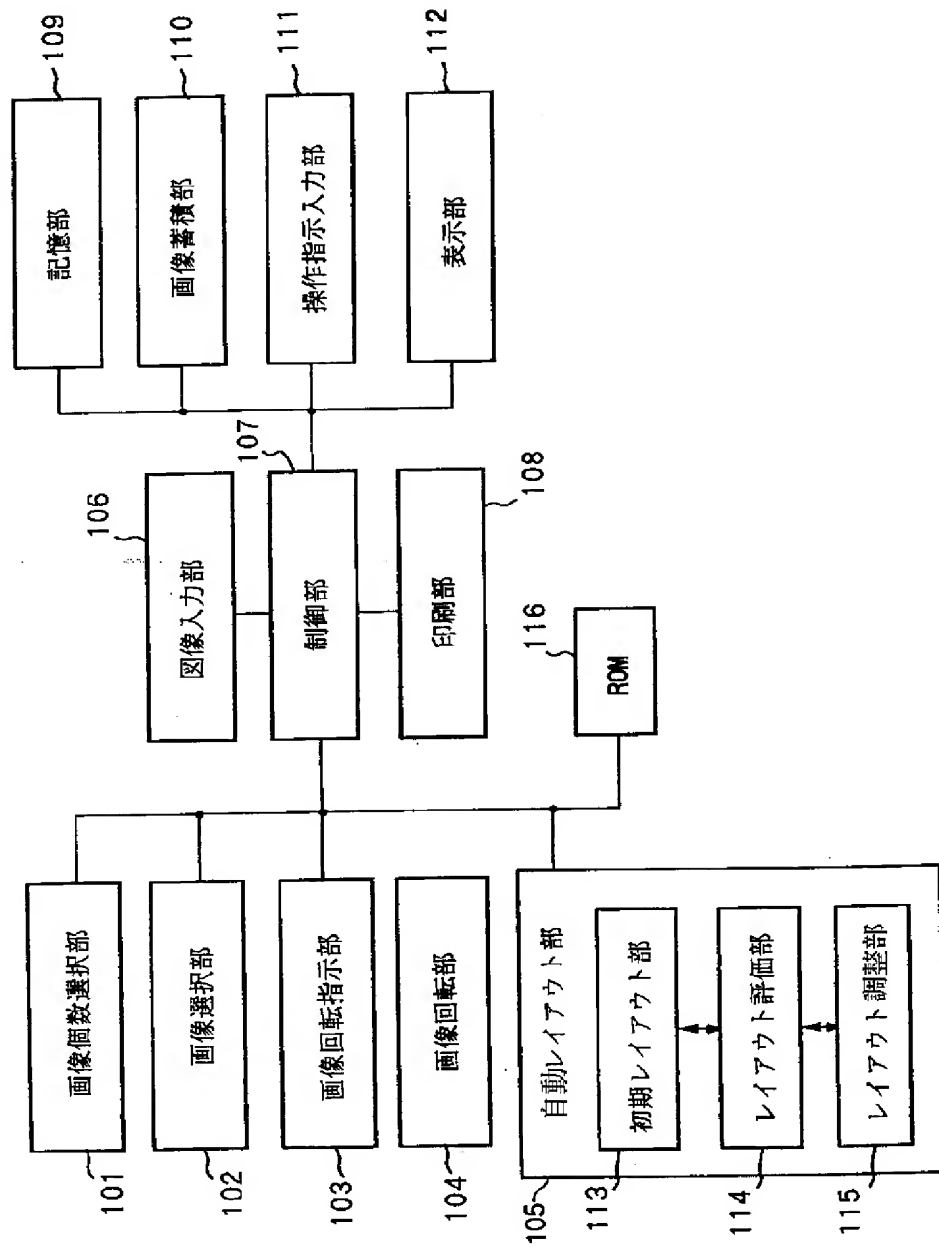 109
記憶部
110
画像蓄積部
111
操作指示入力部
112
表示部
106
図像入力部
107
制御部
108
印刷部
116
ROM
101
画像個数選択部
102
画像選択部
103
画像回転指示部
104
画像回転部
105
自動レイアウト部
113
初期レイアウト部
114
レイアウト評価部
115
レイアウト調整部